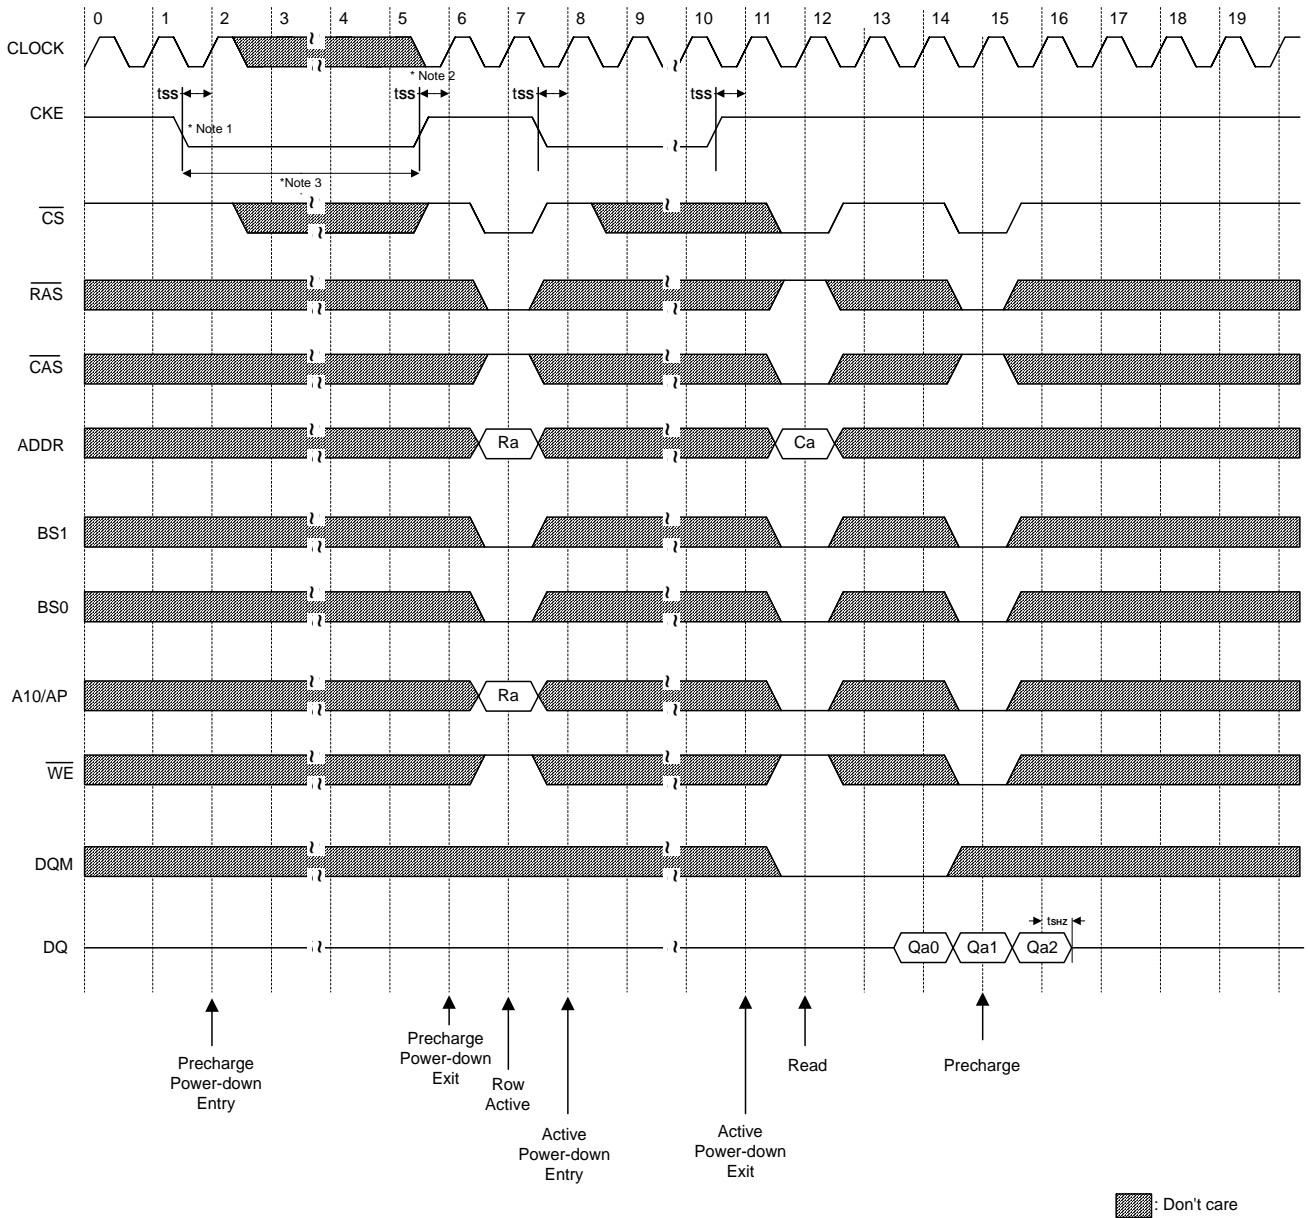 0 1 2 3 4 5 6 7 8 9 10 11 12 13 14 15 16 17 18 19
CLOCK
* Note 2
tss tss tss tss
CKE
* Note 1
*Note 3
CS
RAS
CAS
ADDR Ra Ca
BS1
BS0
A10/AP Ra
WE
DQM
tSHZ
DQ Qa0 Qa1 Qa2
Precharge
Power-down
Entry
Precharge
Power-down
Exit
Row
Active
Active
Power-down
Entry
Active
Power-down
Exit
Read
Precharge
: Don't care